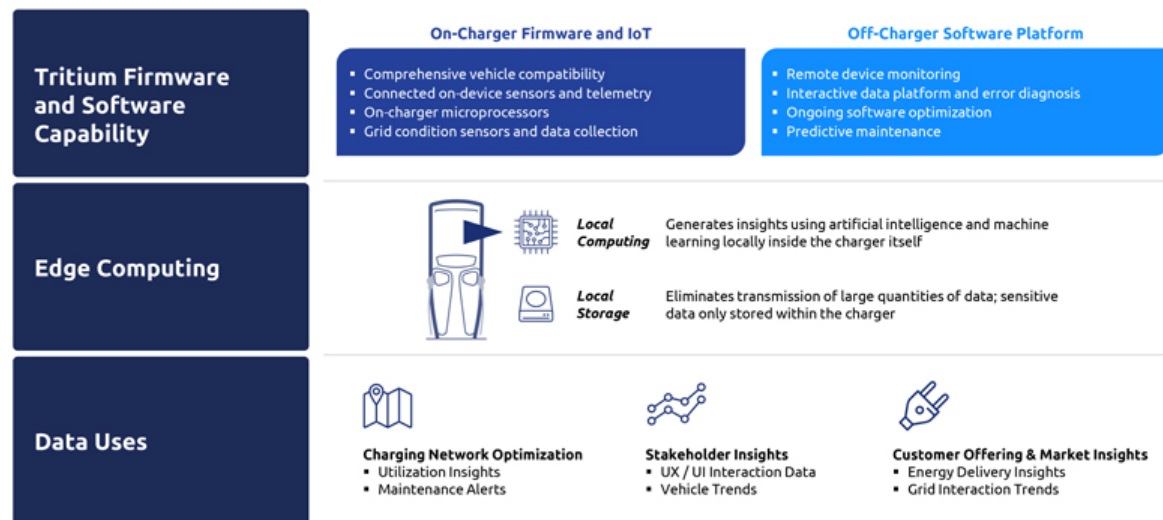 Tritium Firmware
and Software
Capability
On-Charger Firmware and IoT
▪ Comprehensive vehicle compatibility
▪ Connected on-device sensors and telemetry
▪ On-charger microprocessors
▪ Grid condition sensors and data collection
Off-Charger Software Platform
▪ Remote device monitoring
▪ Interactive data platform and error diagnosis
▪ Ongoing software optimization
▪ Predictive maintenance
Edge Computing
Local
Computing
Generates insights using artificial intelligence and machine
learning locally inside the charger itself
Local
Storage
Eliminates transmission of large quantities of data; sensitive
data only stored within the charger
Data Uses
Charging Network Optimization
▪ Utilization Insights
▪ Maintenance Alerts
Stakeholder Insights
▪ UX / UI Interaction Data
▪ Vehicle Trends
Customer Offering & Market Insights
▪ Energy Delivery Insights
▪ Grid Interaction Trends